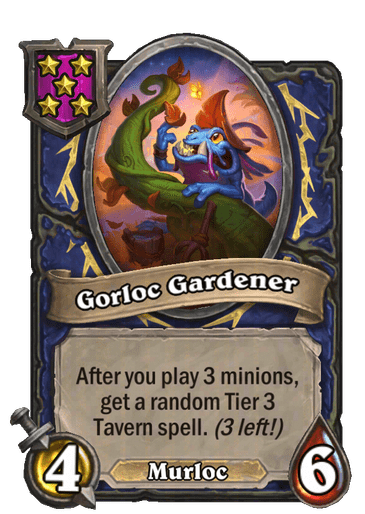 Gorloc Gardener
After you play 3 minions,
get a random Tier 3
Tavern spell. (3 left!)
4
Murloc
6